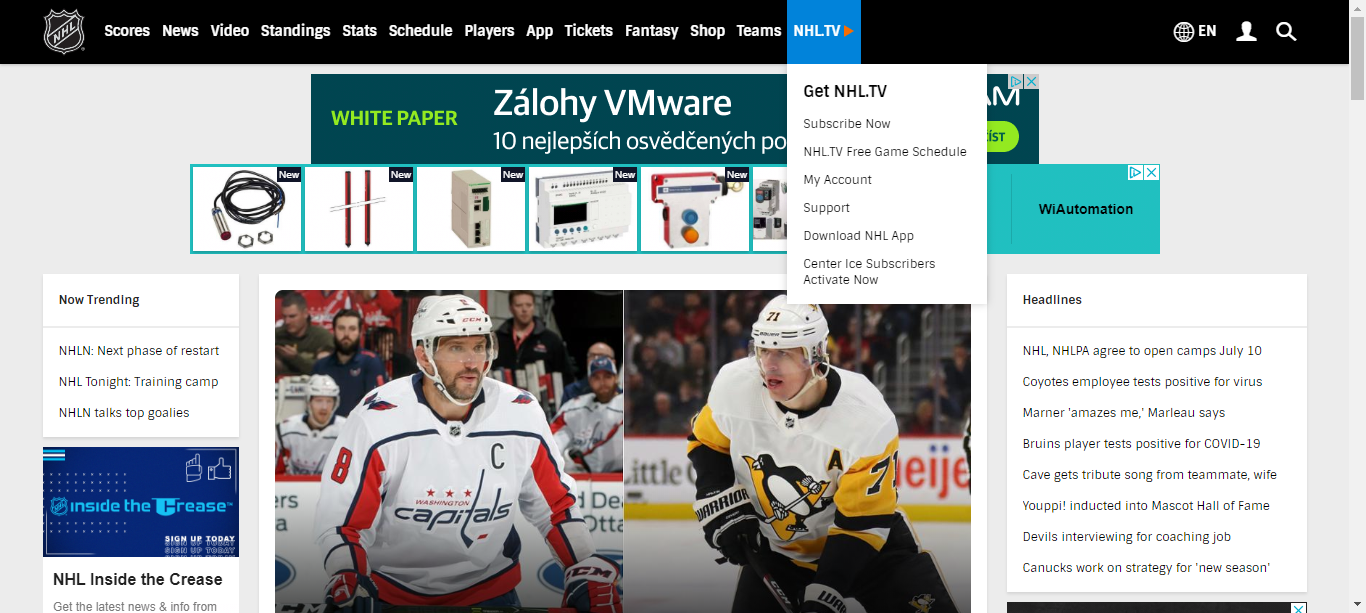 NHL
Scores
News
Video
Standings
Stats
Schedule
Players
App
Tickets
Fantasy
Shop
Teams
NHL.TV
EN
Get NHL.TV
Subscribe Now
NHL.TV Free Game Schedule
My Account
Support
Download NHL App
Center Ice Subscribers
Activate Now
WHITE PAPER
Zálohy VMware
10 nejlepších osvědčených po
New
New
New
New
New
WiAutomation
Now Trending
NHLN: Next phase of restart
NHL Tonight: Training camp
NHLN talks top goalies
inside the Crease
SIGN UP TODAY
SIGN UP TODAY
SIGN UP TODAY
NHL Inside the Crease
Get the latest news & info from
CCM
8
C
WASHINGTON
capitals
71
A
71
WARRIOR
Headlines
NHL, NHLPA agree to open camps July 10
Coyotes employee tests positive for virus
Marner 'amazes me,' Marleau says
Bruins player tests positive for COVID-19
Cave gets tribute song from teammate, wife
Youppi! inducted into Mascot Hall of Fame
Devils interviewing for coaching job
Canucks work on strategy for 'new season'